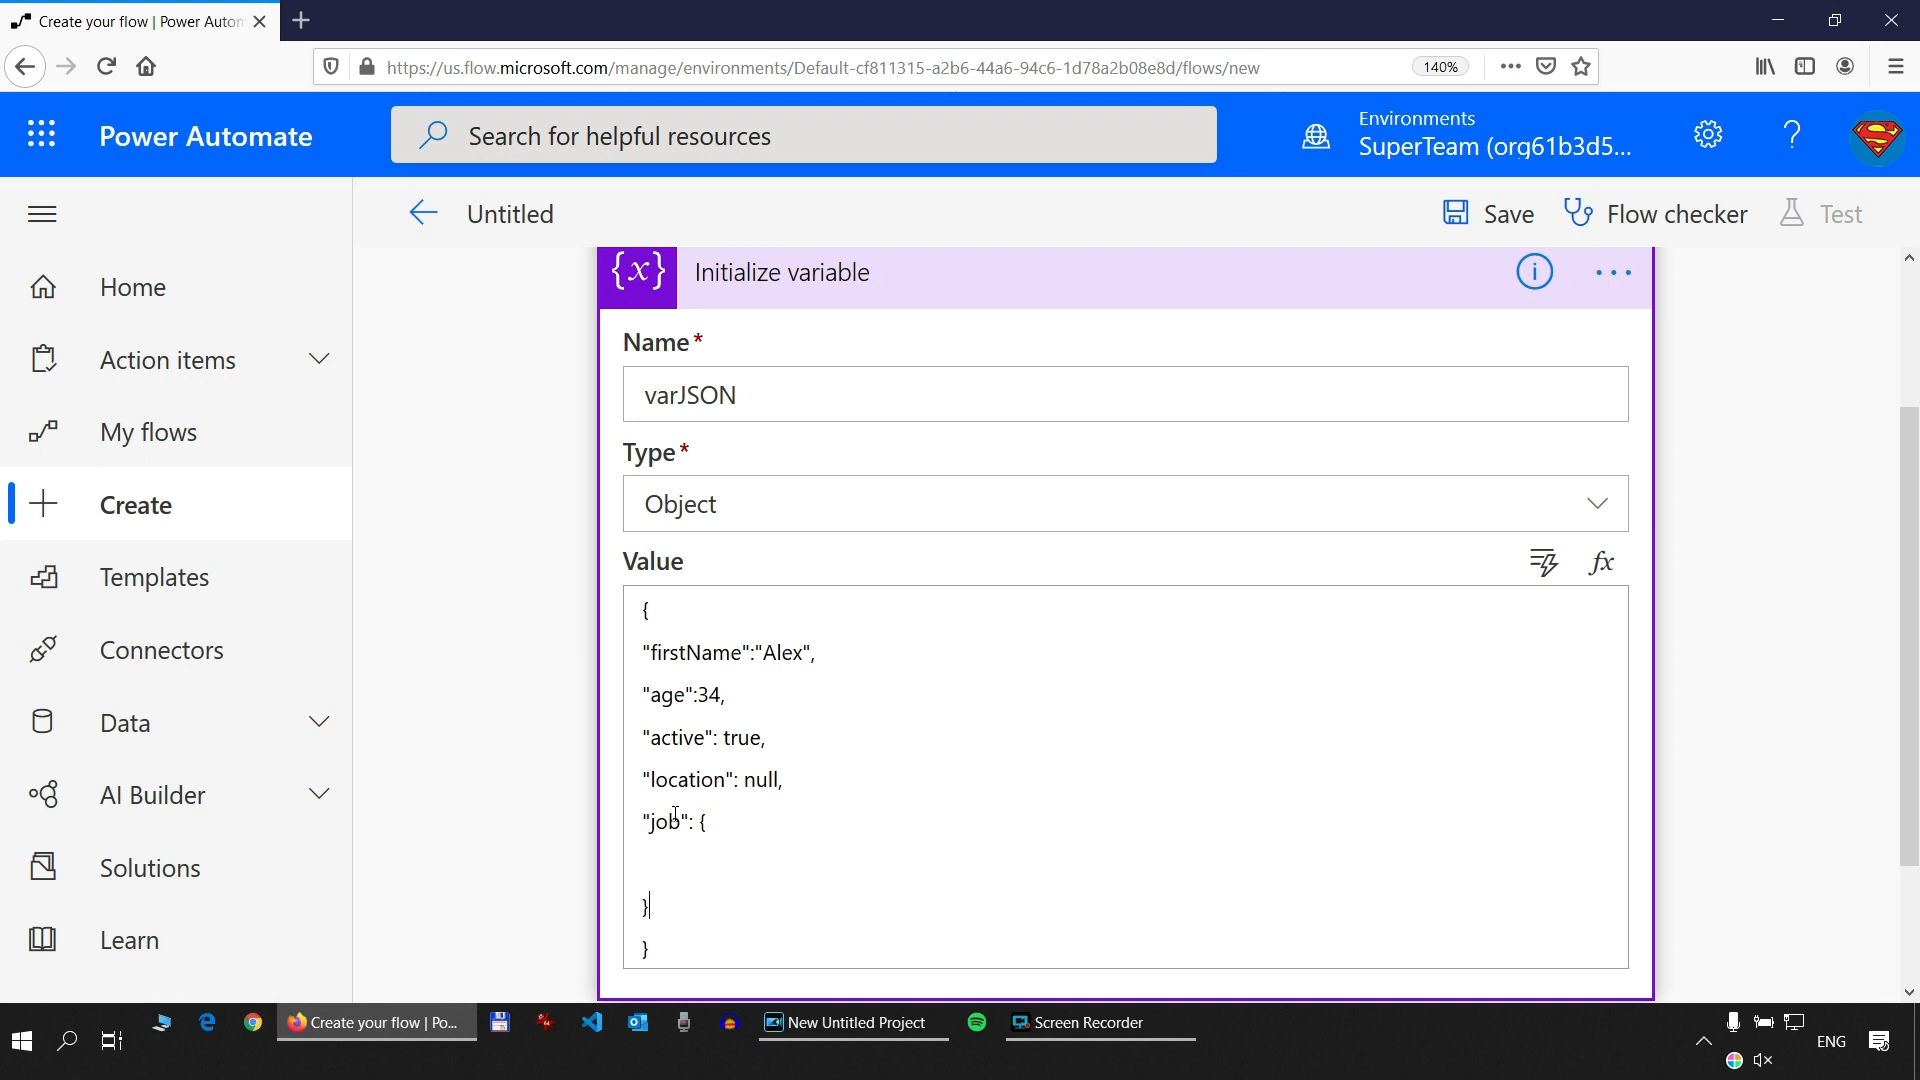 Create your flow | Power Autom
https://us.flow.microsoft.com/manage/environments/Default-cf811315-a2b6-44a6-94c6-1d78a2b08e8d/flows/new
140%
Power Automate
Search for helpful resources
Environments
SuperTeam (org61b3d5...
Untitled
Save
Flow checker
Test
Home
Action items
My flows
Create
Templates
Connectors
Data
AI Builder
Solutions
Learn
{x}
Initialize variable
Name*
varJSON
Type*
Object
Value
fx
{
"firstName":"Alex",
"age":34,
"active": true,
"location": null,
"job": {
}
}
Create your flow | Po...
New Untitled Project
Screen Recorder
ENG